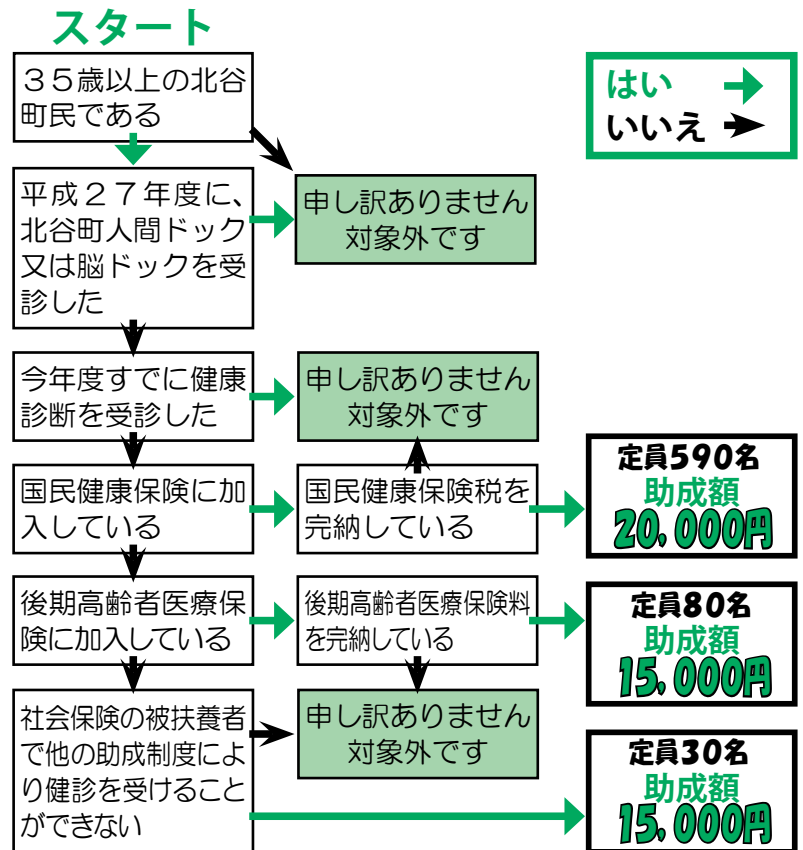 スタート
35歳以上の北谷
町民である
はい
いいえ
平成27年度に、
北谷町人間ドック
又は脳ドックを受
診した
申し訳ありません
対象外です
今年度すでに健康
診断を受診した
申し訳ありません
対象外です
国民健康保険に加
入している
国民健康保険税を
完納している
定員590名
助成額
20,000円
後期高齢者医療保
険に加入している
後期高齢者医療保険料
を完納している
定員80名
助成額
15,000円
社会保険の被扶養者
で他の助成制度によ
り健診を受けること
ができない
申し訳ありません
対象外です
定員30名
助成額
15,000円